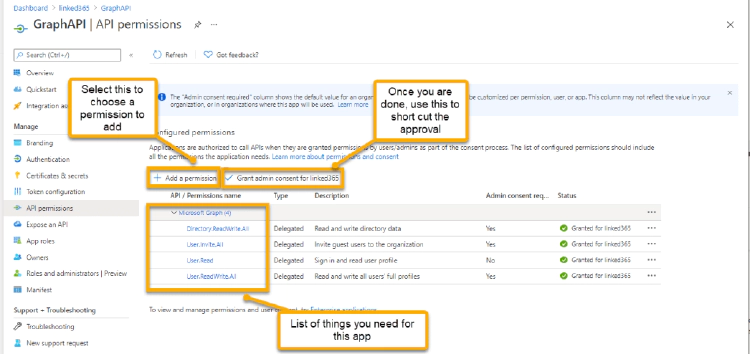 Dashboard > linked365 > GraphAPI
GraphAPI | API permissions
Search (Ctrl+/)
Refresh
Got feedback?
Overview
Quickstart
Integration as
Manage
Branding
Authentication
Certificates & secrets
Token configuration
API permissions
Expose an API
App roles
Owners
Roles and administrators | Preview
Manifest
Support + Troubleshooting
Troubleshooting
New support request
Select this to
choose a
permission to
add
Once you are
done, use this to
short cut the
approval
The "Admin consent required" column shows the default value for an organ
be customized per permission, user, or app. This column may not reflect the value in your
organization, or in organizations where this app will be used. Learn more
Configured permissions
Applications are authorized to call APIs when they are granted permissions by users/admins as part of the consent process. The list of configured permissions should include
all the permissions the application needs. Learn more about permissions and consent
Add a permission
Grant admin consent for linked365
API / Permissions name Type Description Admin consent req... Status
Microsoft Graph (4)
Directory.ReadWrite.All Delegated Read and write directory data Yes Granted for linked365
User.Invite.All Delegated Invite guest users to the organization Yes Granted for linked365
User.Read Delegated Sign in and read user profile No Granted for linked365
User.ReadWrite.All Delegated Read and write all users' full profiles Yes Granted for linked365
To view and manage permissions and user consent, try Enterprise applications.
List of things you need for
this app